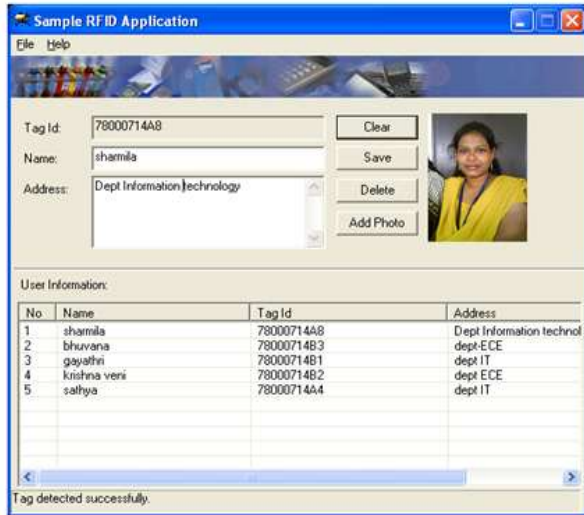 Sample RFID Application
File Help
Tag Id: 78000714A8 Clear
Name: sharmila Save
Address: Dept Information technology Delete
Add Photo
User Information:
No Name Tag Id Address
1 sharmila 78000714A8 Dept Information technol
2 bhuvana 78000714B3 dept-ECE
3 gayathri 78000714B1 dept IT
4 krishna veni 78000714B2 dept ECE
5 sathya 78000714A4 dept IT
Tag detected successfully.